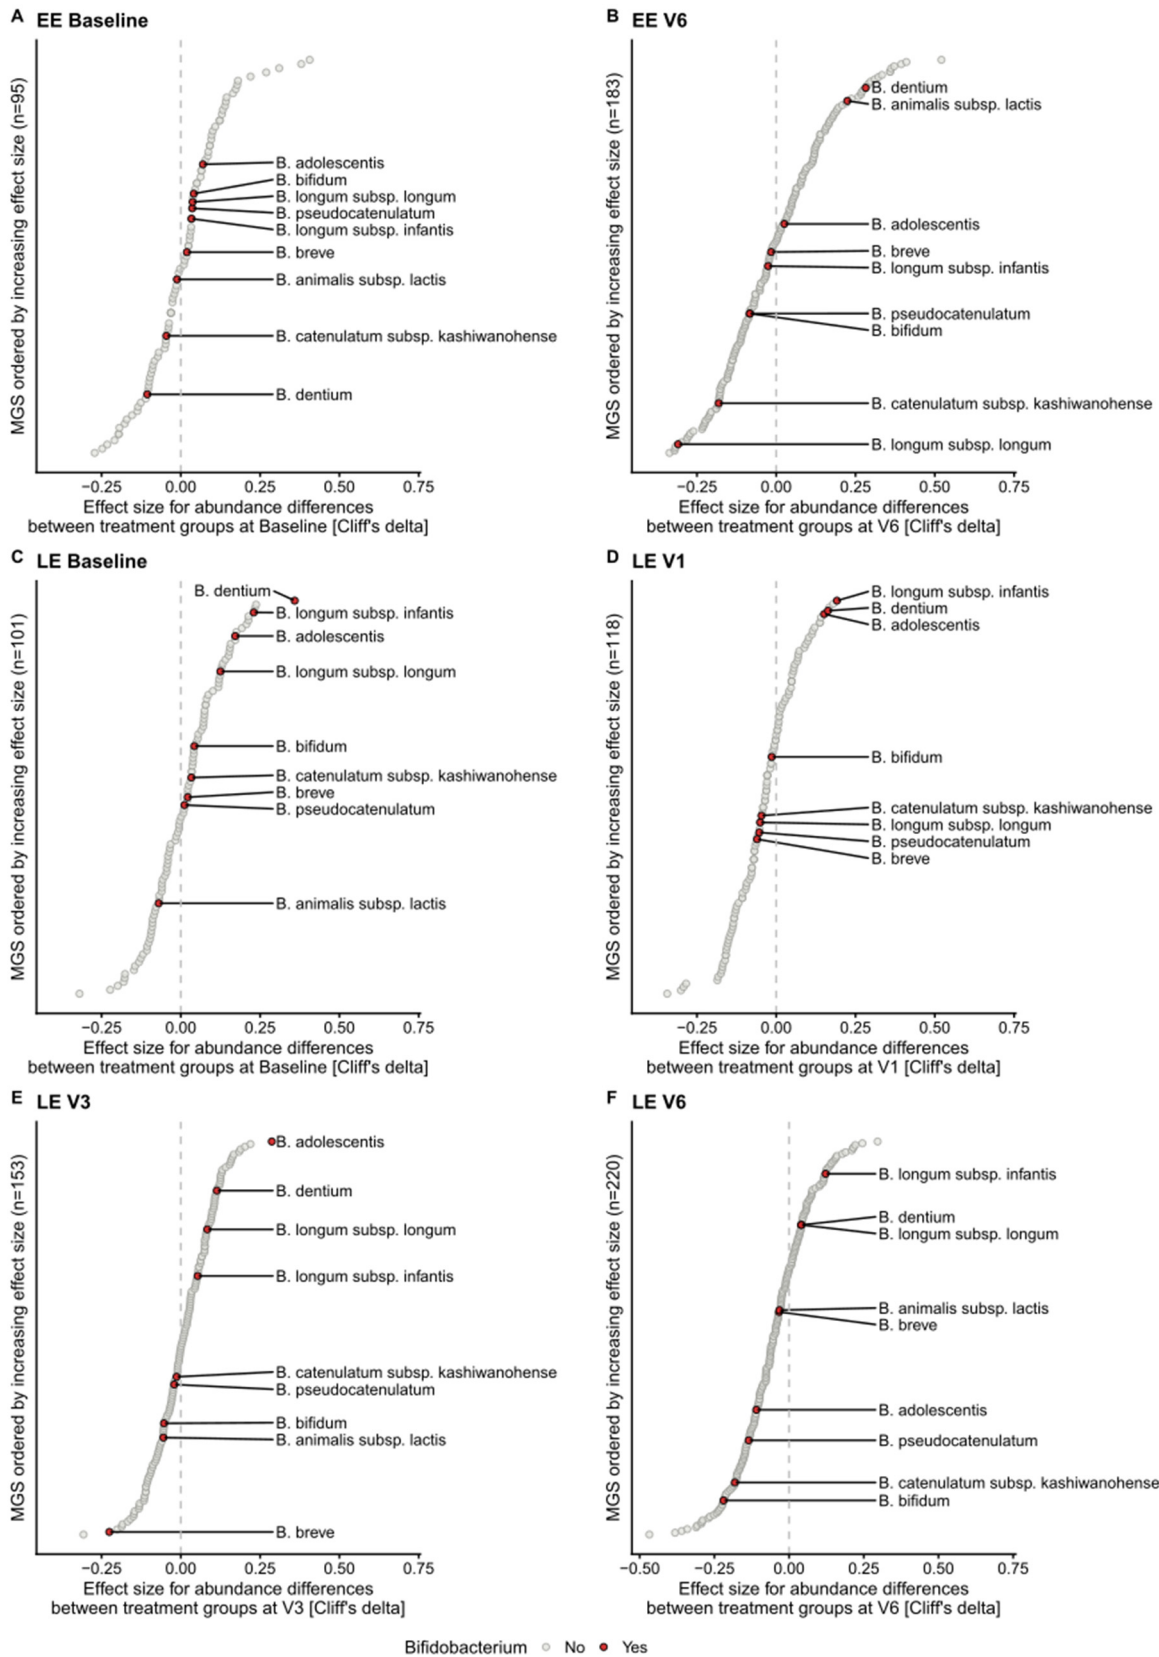 A EE Baseline
MGS ordered by increasing effect size (n=95)
B. adolescentis
B. bifidum
B. longum subsp. longum
B. pseudocatenulatum
B. longum subsp. infantis
B. breve
B. animalis subsp. lactis
B. catenulatum subsp. kashiwanohense
B. dentium
−0.25 0.00 0.25 0.50 0.75
Effect size for abundance differences
between treatment groups at Baseline [Cliff's delta]
B EE V6
MGS ordered by increasing effect size (n=183)
B. dentium
B. animalis subsp. lactis
B. adolescentis
B. breve
B. longum subsp. infantis
B. pseudocatenulatum
B. bifidum
B. catenulatum subsp. kashiwanohense
B. longum subsp. longum
−0.25 0.00 0.25 0.50 0.75
Effect size for abundance differences
between treatment groups at V6 [Cliff's delta]
C LE Baseline
MGS ordered by increasing effect size (n=101)
B. dentium
B. longum subsp. infantis
B. adolescentis
B. longum subsp. longum
B. bifidum
B. catenulatum subsp. kashiwanohense
B. breve
B. pseudocatenulatum
B. animalis subsp. lactis
−0.25 0.00 0.25 0.50 0.75
Effect size for abundance differences
between treatment groups at Baseline [Cliff's delta]
D LE V1
MGS ordered by increasing effect size (n=118)
B. longum subsp. infantis
B. dentium
B. adolescentis
B. bifidum
B. catenulatum subsp. kashiwanohense
B. longum subsp. longum
B. pseudocatenulatum
B. breve
−0.25 0.00 0.25 0.50 0.75
Effect size for abundance differences
between treatment groups at V1 [Cliff's delta]
E LE V3
MGS ordered by increasing effect size (n=153)
B. adolescentis
B. dentium
B. longum subsp. longum
B. longum subsp. infantis
B. catenulatum subsp. kashiwanohense
B. pseudocatenulatum
B. bifidum
B. animalis subsp. lactis
B. breve
−0.25 0.00 0.25 0.50 0.75
Effect size for abundance differences
between treatment groups at V3 [Cliff's delta]
F LE V6
MGS ordered by increasing effect size (n=220)
B. longum subsp. infantis
B. dentium
B. longum subsp. longum
B. animalis subsp. lactis
B. breve
B. adolescentis
B. pseudocatenulatum
B. catenulatum subsp. kashiwanohense
B. bifidum
−0.50 −0.25 0.00 0.25 0.50 0.75
Effect size for abundance differences
between treatment groups at V6 [Cliff's delta]
Bifidobacterium No Yes